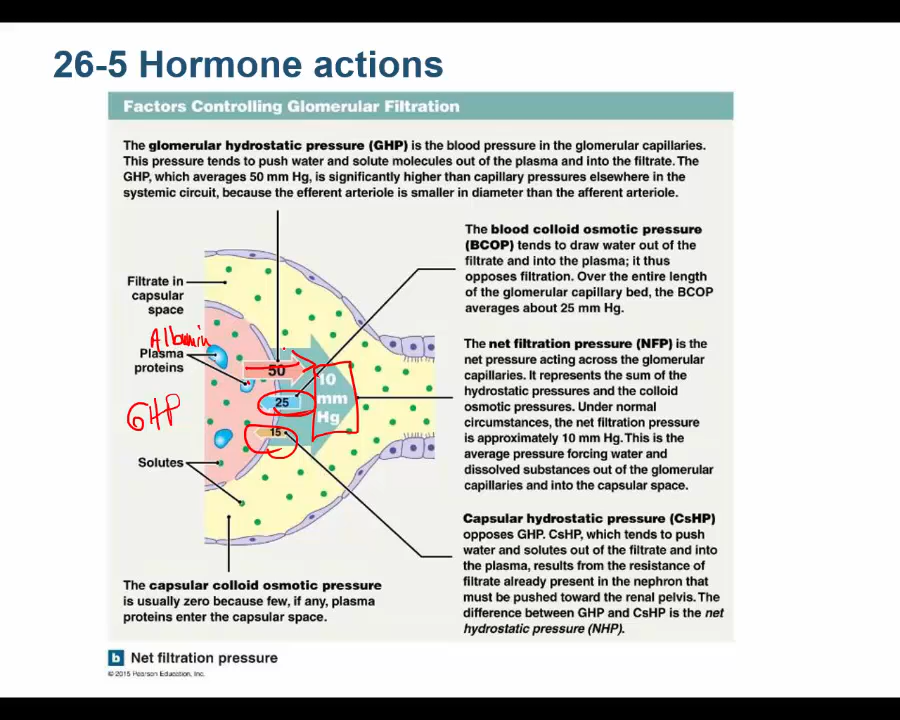 26-5 Hormone actions
Factors Controlling Glomerular Filtration
The glomerular hydrostatic pressure (GHP) is the blood pressure in the glomerular capillaries.
This pressure tends to push water and solute molecules out of the plasma and into the filtrate. The
GHP, which averages 50 mm Hg, is significantly higher than capillary pressures elsewhere in the
systemic circuit, because the efferent arteriole is smaller in diameter than the afferent arteriole.
The blood colloid osmotic pressure
(BCOP) tends to draw water out of the
filtrate and into the plasma; it thus
opposes filtration. Over the entire length
of the glomerular capillary bed, the BCOP
averages about 25 mm Hg.
Filtrate in
capsular
space
Albumin
Plasma
proteins
GHP
Solutes
50
25
15
10
mm
Hg
The net filtration pressure (NFP) is the
net pressure acting across the glomerular
capillaries. It represents the sum of the
hydrostatic pressures and the colloid
osmotic pressures. Under normal
circumstances, the net filtration pressure
is approximately 10 mm Hg. This is the
average pressure forcing water and
dissolved substances out of the glomerular
capillaries and into the capsular space.
Capsular hydrostatic pressure (CsHP)
opposes GHP. CsHP, which tends to push
water and solutes out of the filtrate and into
the plasma, results from the resistance of
filtrate already present in the nephron that
must be pushed toward the renal pelvis. The
difference between GHP and CsHP is the net
hydrostatic pressure (NHP).
The capsular colloid osmotic pressure
is usually zero because few, if any, plasma
proteins enter the capsular space.
b Net filtration pressure
© 2015 Pearson Education, Inc.